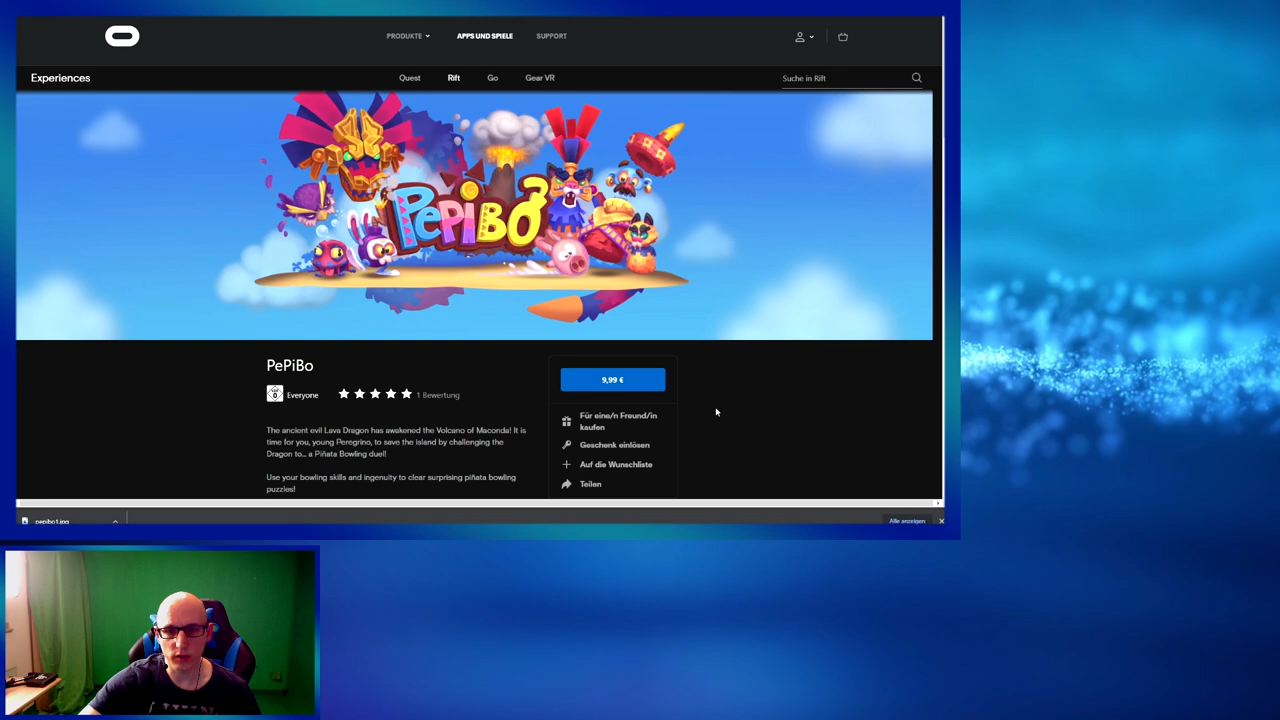 PRODUKTE
APPS UND SPIELE
SUPPORT
Experiences
Quest
Rift
Go
Gear VR
Suche in Rift
PePiBo
PePiBo
Everyone
1 Bewertung
The ancient evil Lava Dragon has awakened the Volcano of Maconda! It is
time for you, young Peregrino, to save the island by challenging the
Dragon to... a Piñata Bowling duel!
Use your bowling skills and ingenuity to clear surprising piñata bowling
puzzles!
9,99 €
Für eine/n Freund/in
kaufen
Geschenk einlösen
Auf die Wunschliste
Teilen
pepibo1.jpg
Alle anzeigen